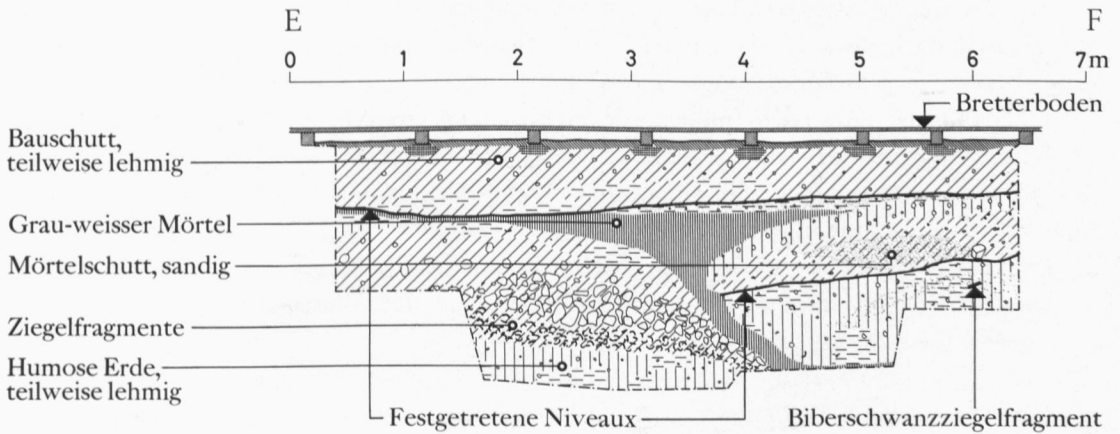 E F
0 1 2 3 4 5 6 7 m
Bretterboden
Bauschutt,
teilweise lehmig
Grau-weisser Mörtel
Mörtelschutt, sandig
Ziegelfragmente
Humose Erde,
teilweise lehmig
Festgetretene Niveaux
Biberschwanzziegelfragment